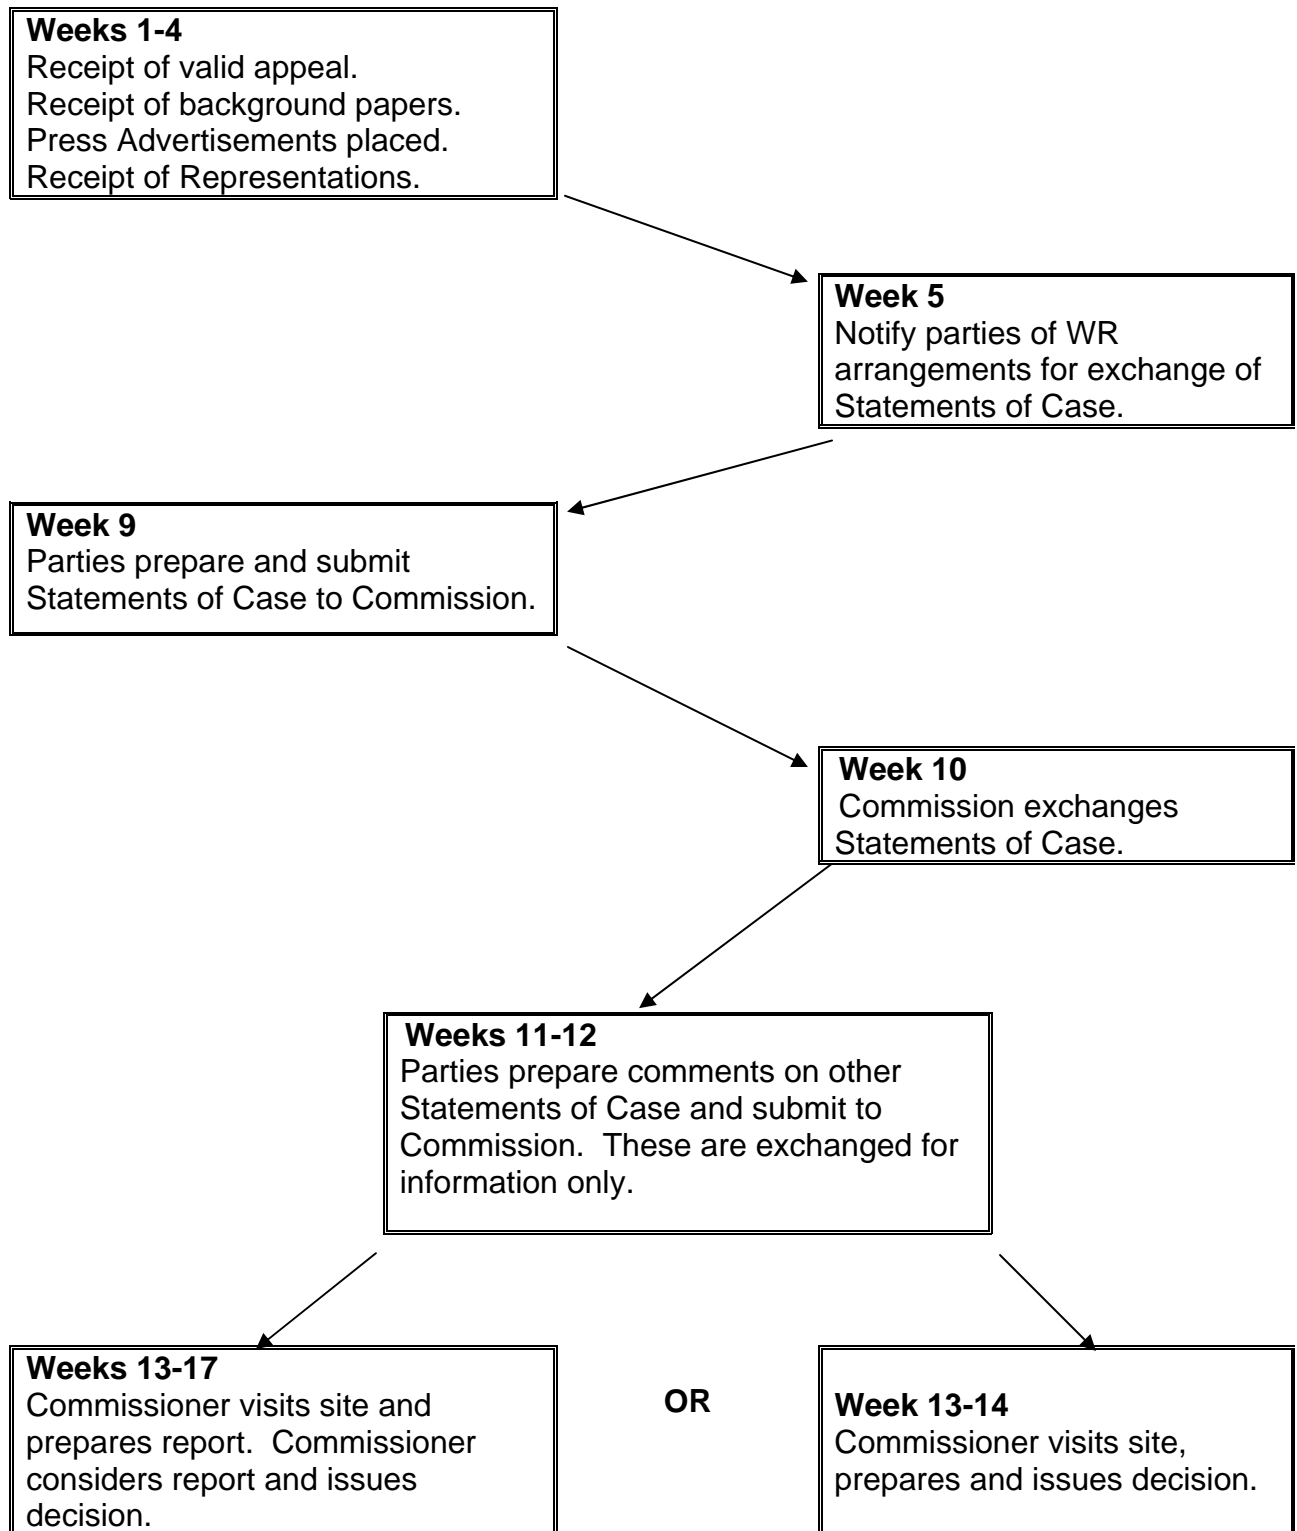 Weeks 1-4
Receipt of valid appeal.
Receipt of background papers.
Press Advertisements placed.
Receipt of Representations.
Week 5
Notify parties of WR
arrangements for exchange of
Statements of Case.
Week 9
Parties prepare and submit
Statements of Case to Commission.
Week 10
Commission exchanges
Statements of Case.
Weeks 11-12
Parties prepare comments on other
Statements of Case and submit to
Commission.  These are exchanged for
information only.
Weeks 13-17
Commissioner visits site and
prepares report.  Commissioner
considers report and issues
decision.
OR
Week 13-14
Commissioner visits site,
prepares and issues decision.